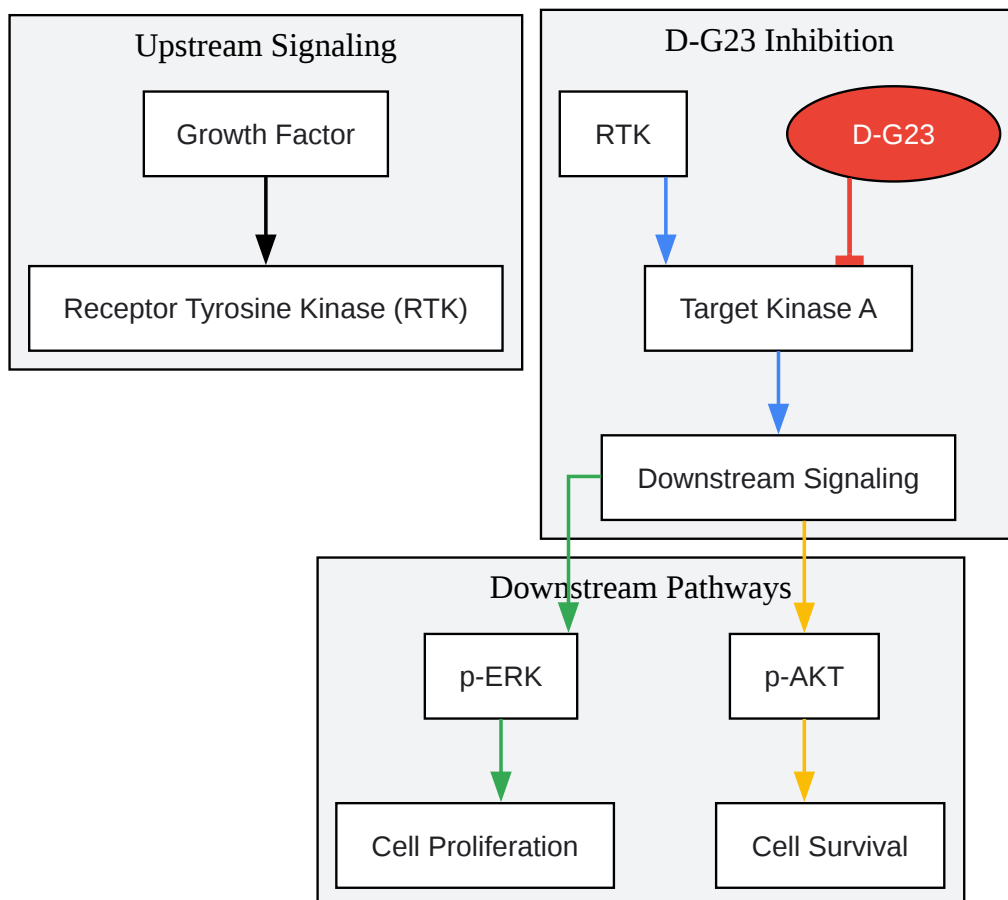 Upstream Signaling
Growth Factor
Receptor Tyrosine Kinase (RTK)
D-G23 Inhibition
RTK
D-G23
Target Kinase A
Downstream Signaling
Downstream Pathways
p-ERK
p-AKT
Cell Proliferation
Cell Survival